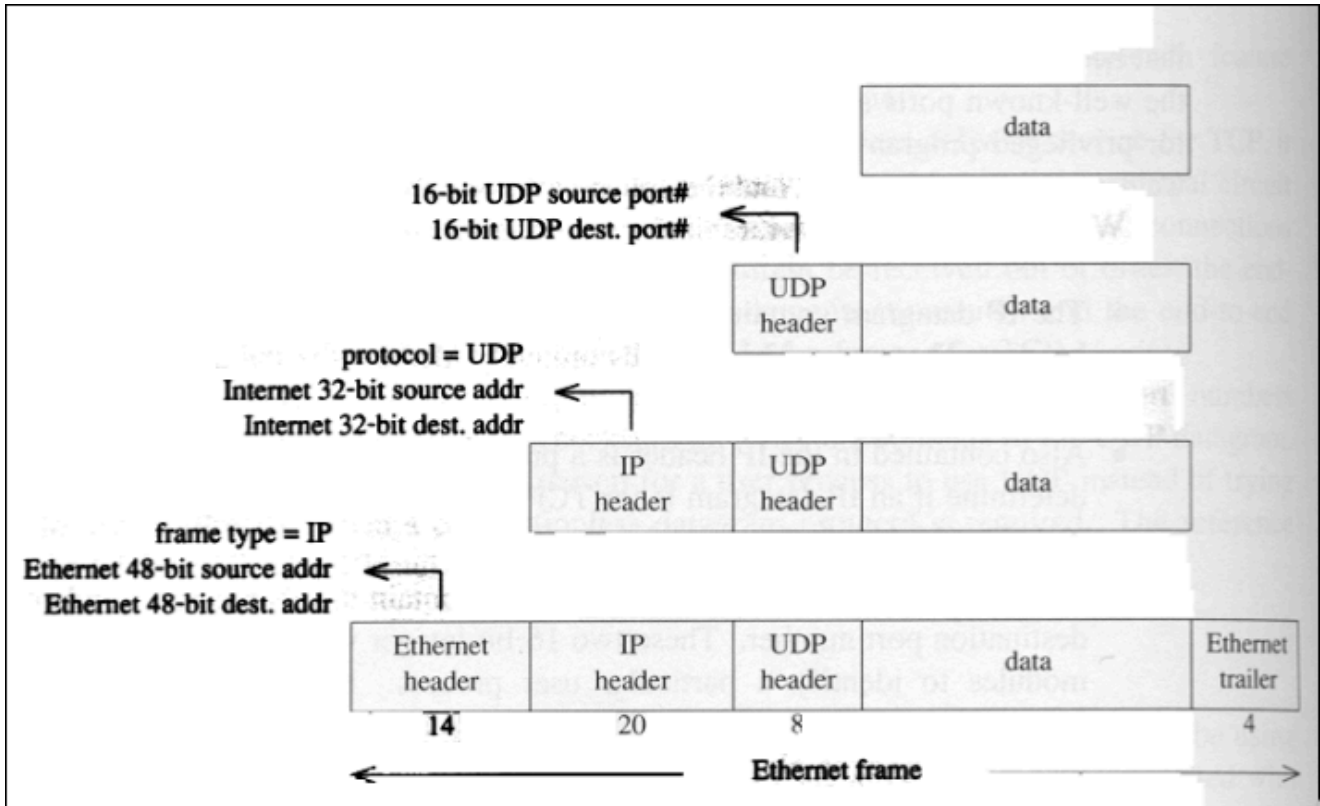 data
16-bit UDP source port#
16-bit UDP dest. port#
UDP
header
data
protocol = UDP
Internet 32-bit source addr
Internet 32-bit dest. addr
IP
header
UDP
header
data
frame type = IP
Ethernet 48-bit source addr
Ethernet 48-bit dest. addr
Ethernet
header
IP
header
UDP
header
data
Ethernet
trailer
14
20
8
4
Ethernet frame